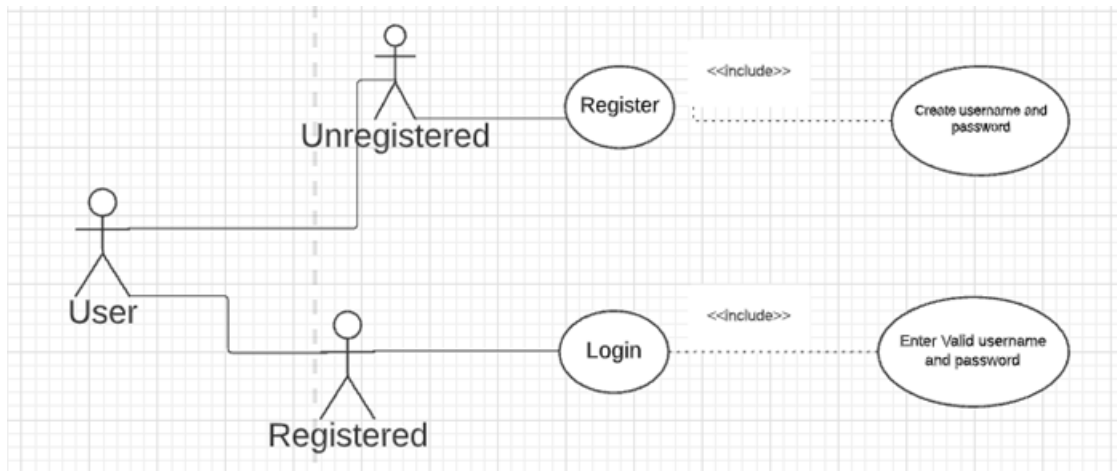 <<include>>
Register
Create username and
password
Unregistered
User
<<include>>
Login
Enter Valid username
and password
Registered